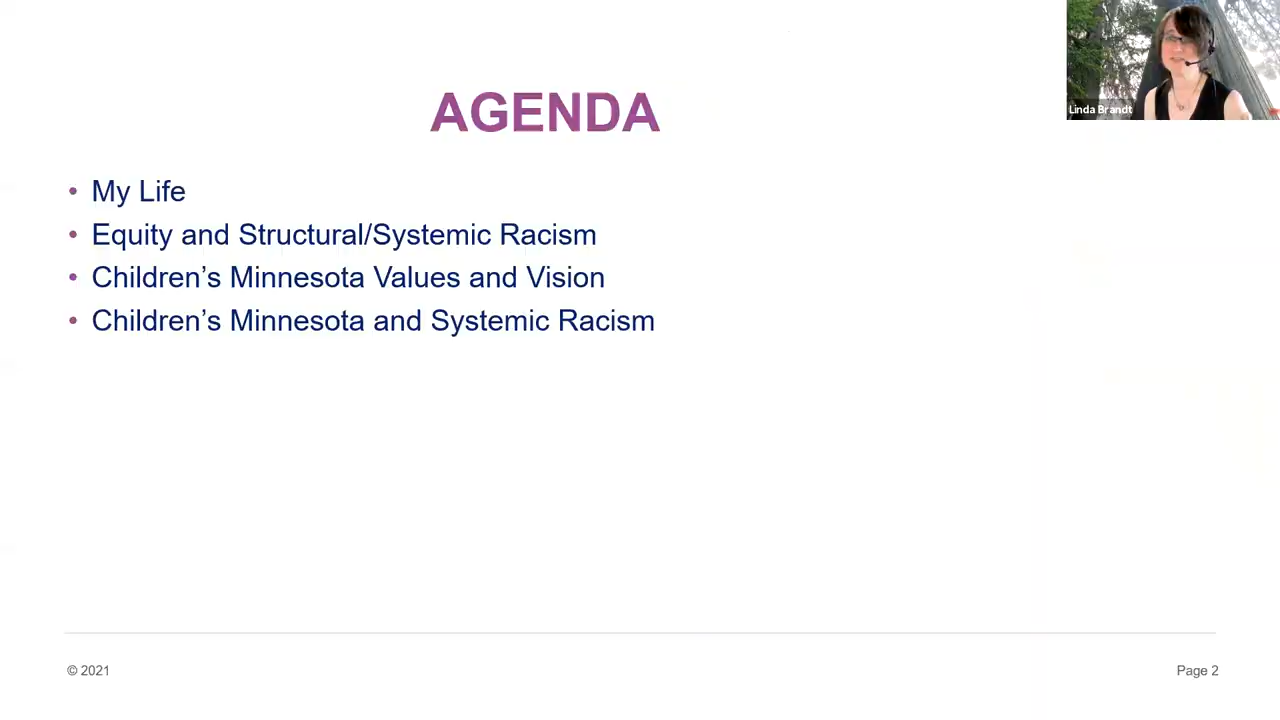 AGENDA
Linda Brandt
• My Life
• Equity and Structural/Systemic Racism
• Children’s Minnesota Values and Vision
• Children’s Minnesota and Systemic Racism
© 2021
Page 2